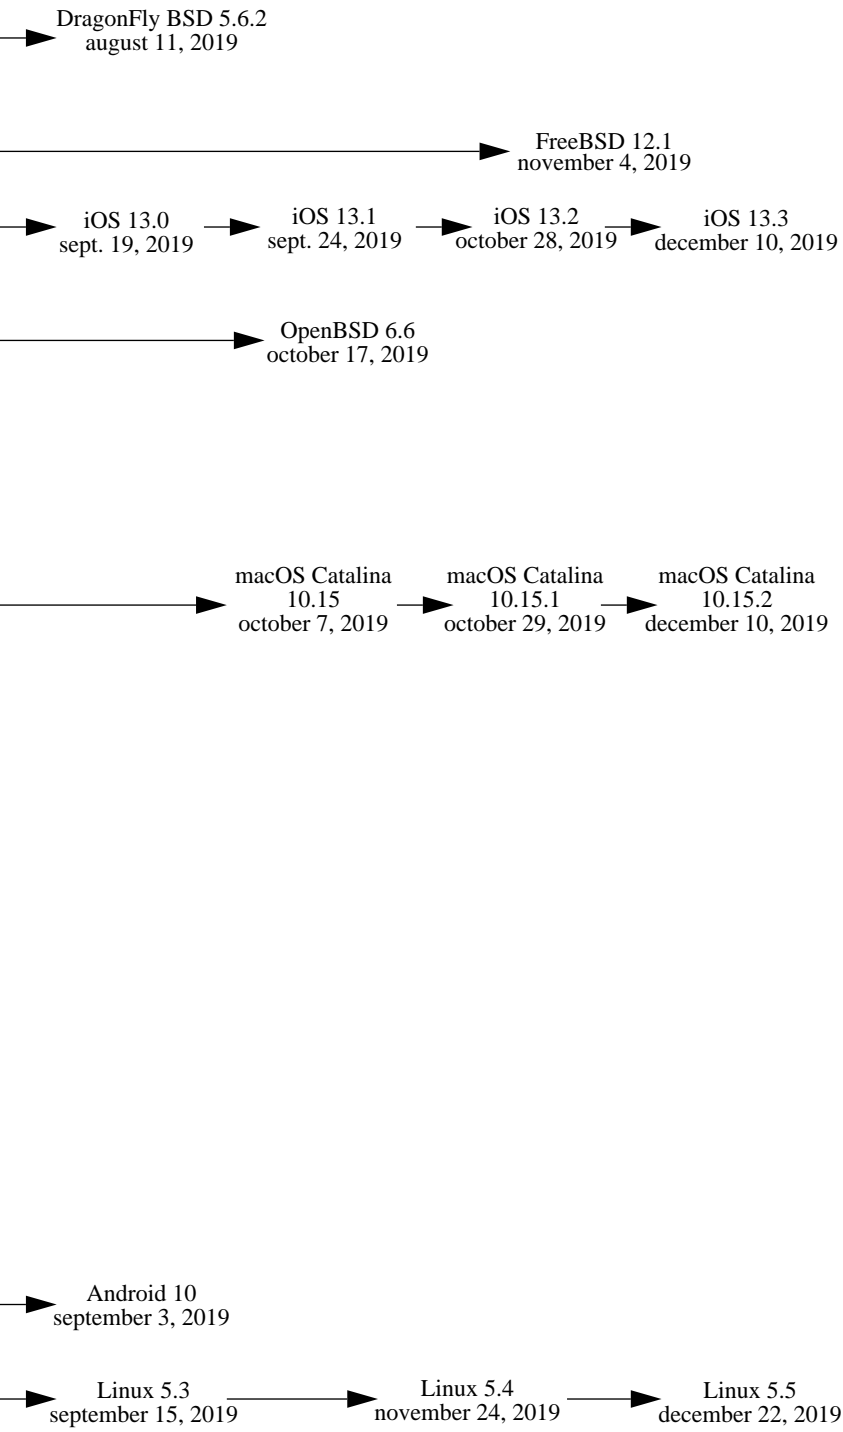 DragonFly BSD 5.6.2
august 11, 2019
FreeBSD 12.1
november 4, 2019
iOS 13.0
sept. 19, 2019
iOS 13.1
sept. 24, 2019
iOS 13.2
october 28, 2019
iOS 13.3
december 10, 2019
OpenBSD 6.6
october 17, 2019
macOS Catalina
10.15
october 7, 2019
macOS Catalina
10.15.1
october 29, 2019
macOS Catalina
10.15.2
december 10, 2019
Android 10
september 3, 2019
Linux 5.3
september 15, 2019
Linux 5.4
november 24, 2019
Linux 5.5
december 22, 2019